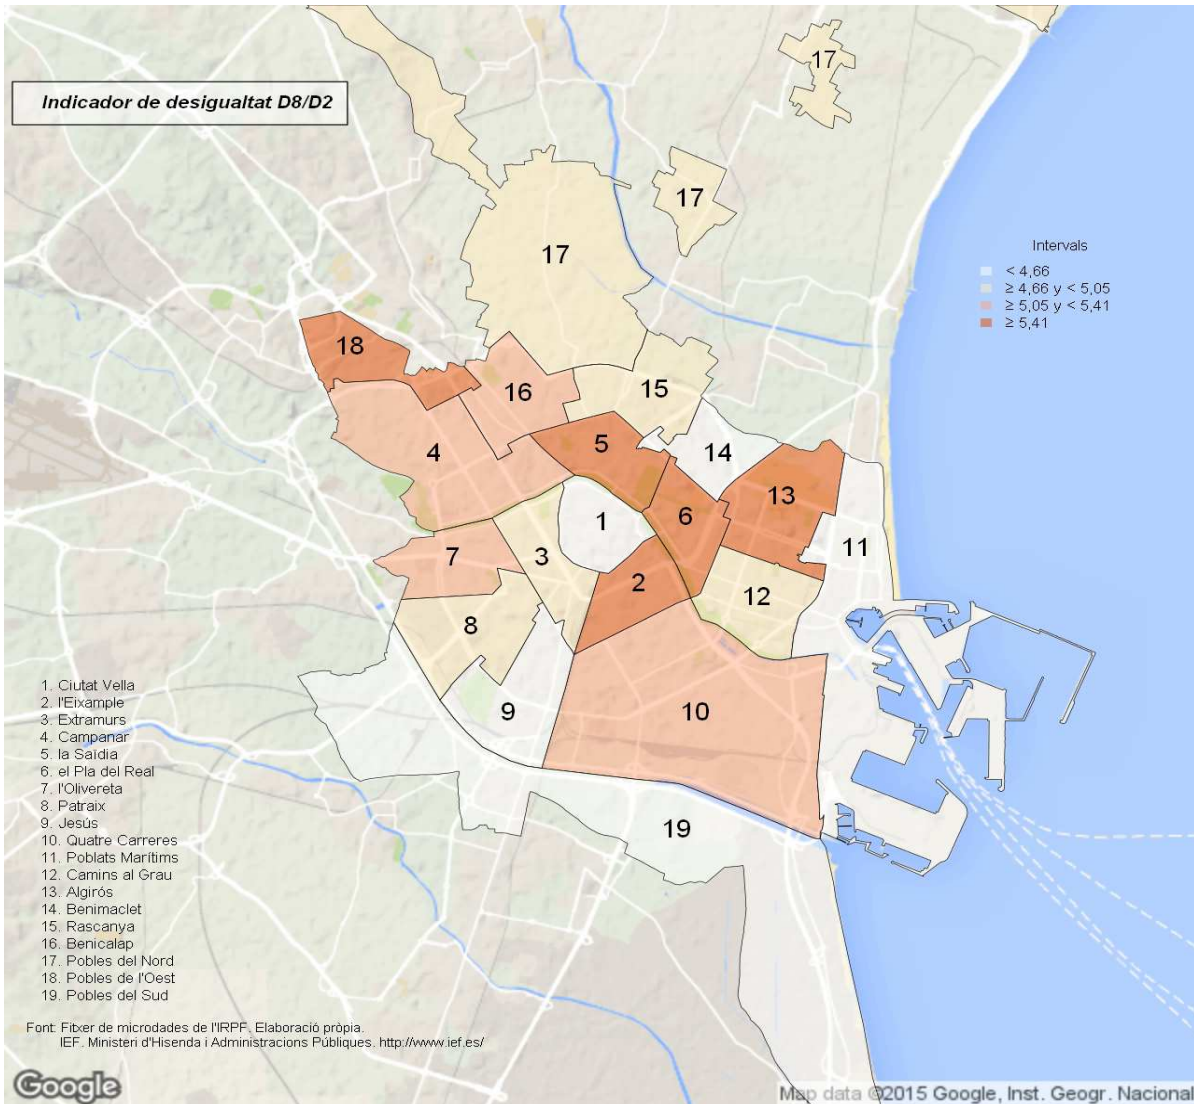 Indicador de desigualtat D8/D2
17
17
17
Intervals
< 4,66
≥ 4,66 y < 5,05
≥ 5,05 y < 5,41
≥ 5,41
18
16
15
4
5
14
13
6
1
11
3
7
2
12
8
9
10
19
1. Ciutat Vella
2. l'Eixample
3. Extramurs
4. Campanar
5. la Saïdia
6. el Pla del Real
7. l'Olivereta
8. Patraix
9. Jesús
10. Quatre Carreres
11. Poblats Marítims
12. Camins al Grau
13. Algirós
14. Benimaclet
15. Rascanya
16. Benicalap
17. Pobles del Nord
18. Pobles de l'Oest
19. Pobles del Sud
Font: Fitxer de microdades de l'IRPF. Elaboració pròpia.
IEF. Ministeri d'Hisenda i Administracions Públiques. http://www.ief.es/
Google
Map data ©2015 Google, Inst. Geogr. Nacional